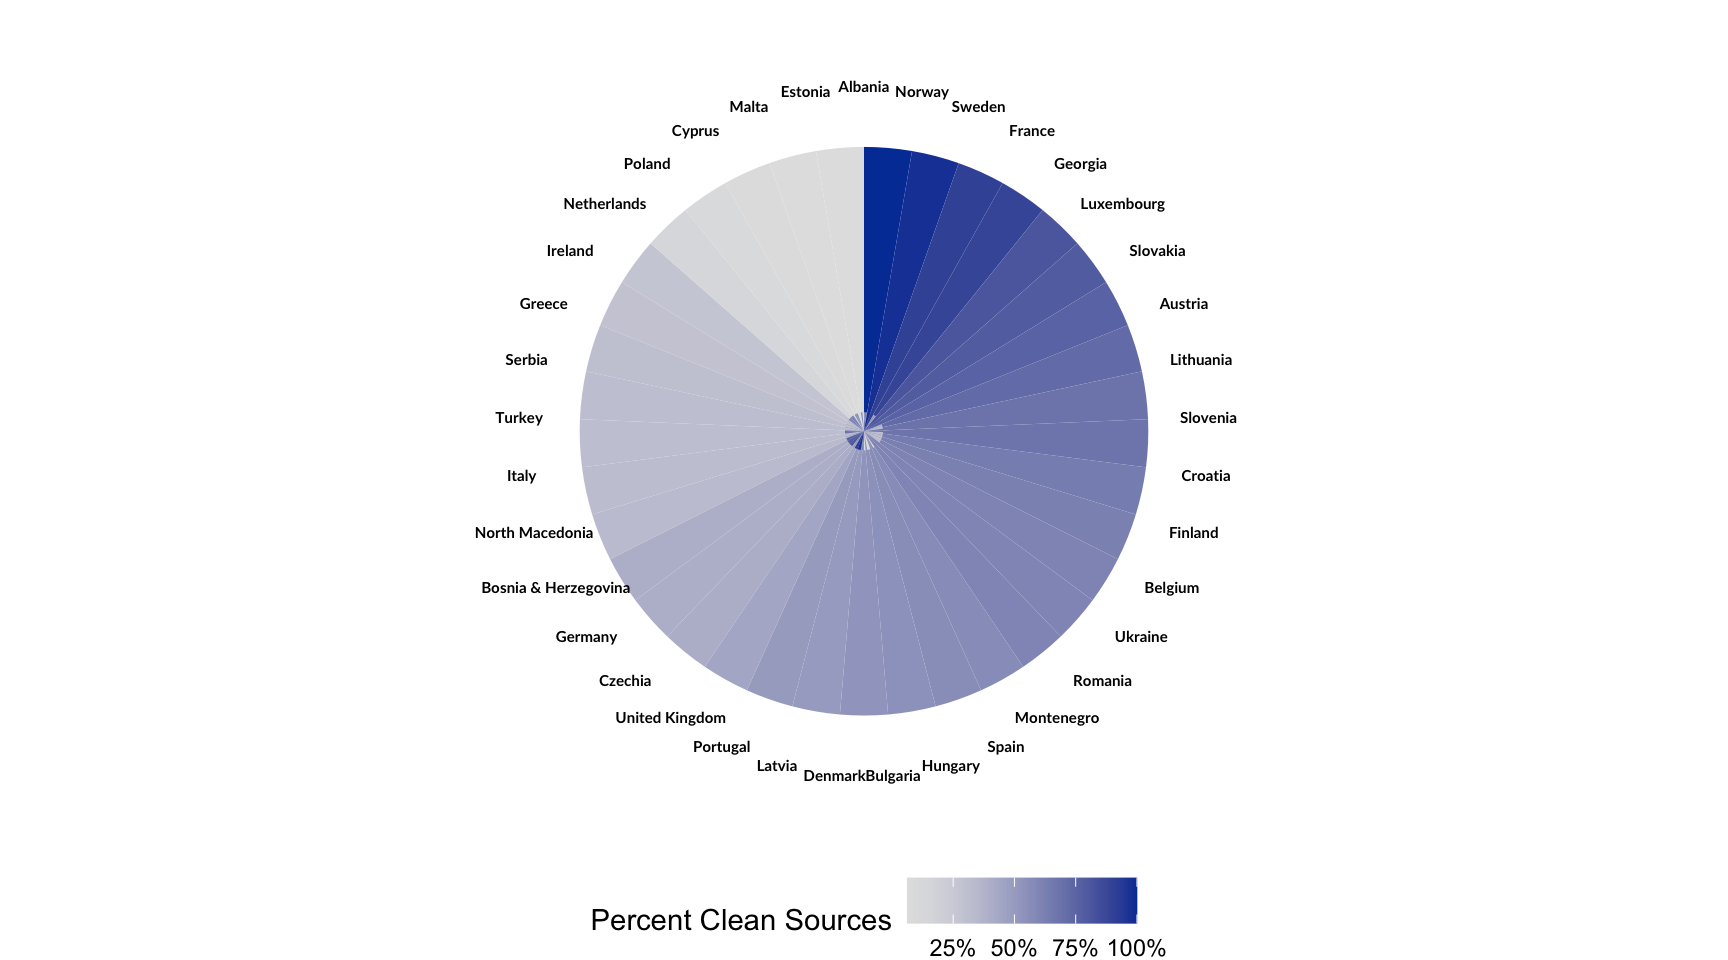 Albania
Norway
Sweden
France
Georgia
Luxembourg
Slovakia
Austria
Lithuania
Slovenia
Croatia
Finland
Belgium
Ukraine
Romania
Montenegro
Spain
Hungary
Bulgaria
Denmark
Latvia
Portugal
United Kingdom
Czechia
Germany
Bosnia & Herzegovina
North Macedonia
Italy
Turkey
Serbia
Greece
Ireland
Netherlands
Poland
Cyprus
Malta
Estonia
Percent Clean Sources
25% 50% 75% 100%